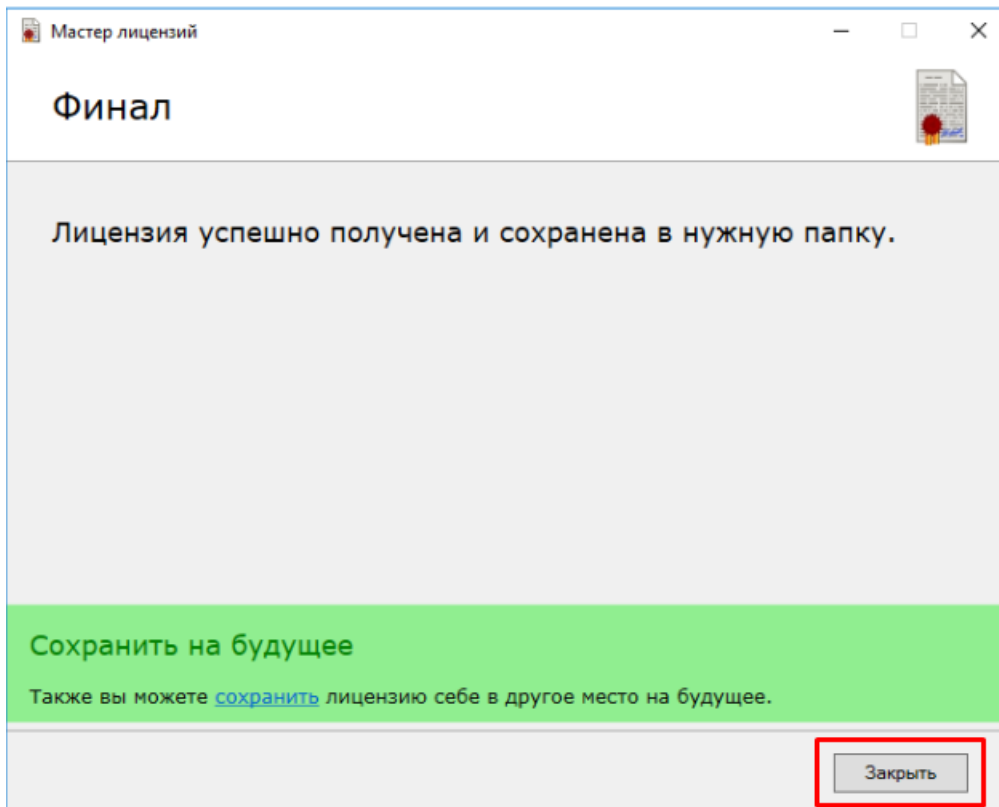 Мастер лицензий
Финал
Лицензия успешно получена и сохранена в нужную папку.
Сохранить на будущее
Также вы можете сохранить лицензию себе в другое место на будущее.
Закрыть